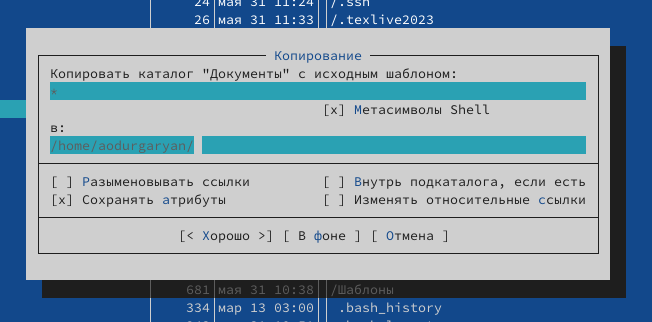 24 мая 31 11:24 /.ssh
26 мая 31 11:33 /.texlive2023
Копирование
Копировать каталог "Документы" с исходным шаблоном:
*
[x] Метасимволы Shell
в:
/home/aodurgaryan/
[ ] Разыменовывать ссылки [ ] Внутрь подкаталога, если есть
[x] Сохранять атрибуты [ ] Изменять относительные ссылки
[< Хорошо >] [ В фоне ] [ Отмена ]
681 мая 31 10:38 /Шаблоны
334 мар 13 03:00 .bash_history